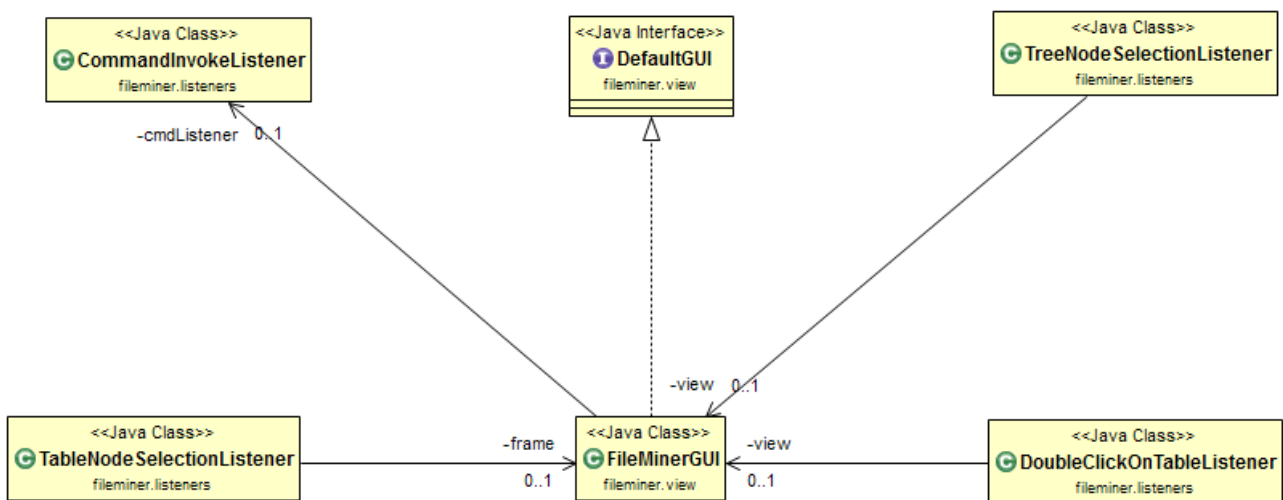 <<Java Class>>
CommandInvokeListener
fileminer.listeners
<<Java Interface>>
DefaultGUI
fileminer.view
<<Java Class>>
TreeNodeSelectionListener
fileminer.listeners
-cmdListener 0..1
-view 0..1
<<Java Class>>
TableNodeSelectionListener
fileminer.listeners
-frame
0..1
<<Java Class>>
FileMinerGUI
fileminer.view
-view
0..1
<<Java Class>>
DoubleClickOnTableListener
fileminer.listeners